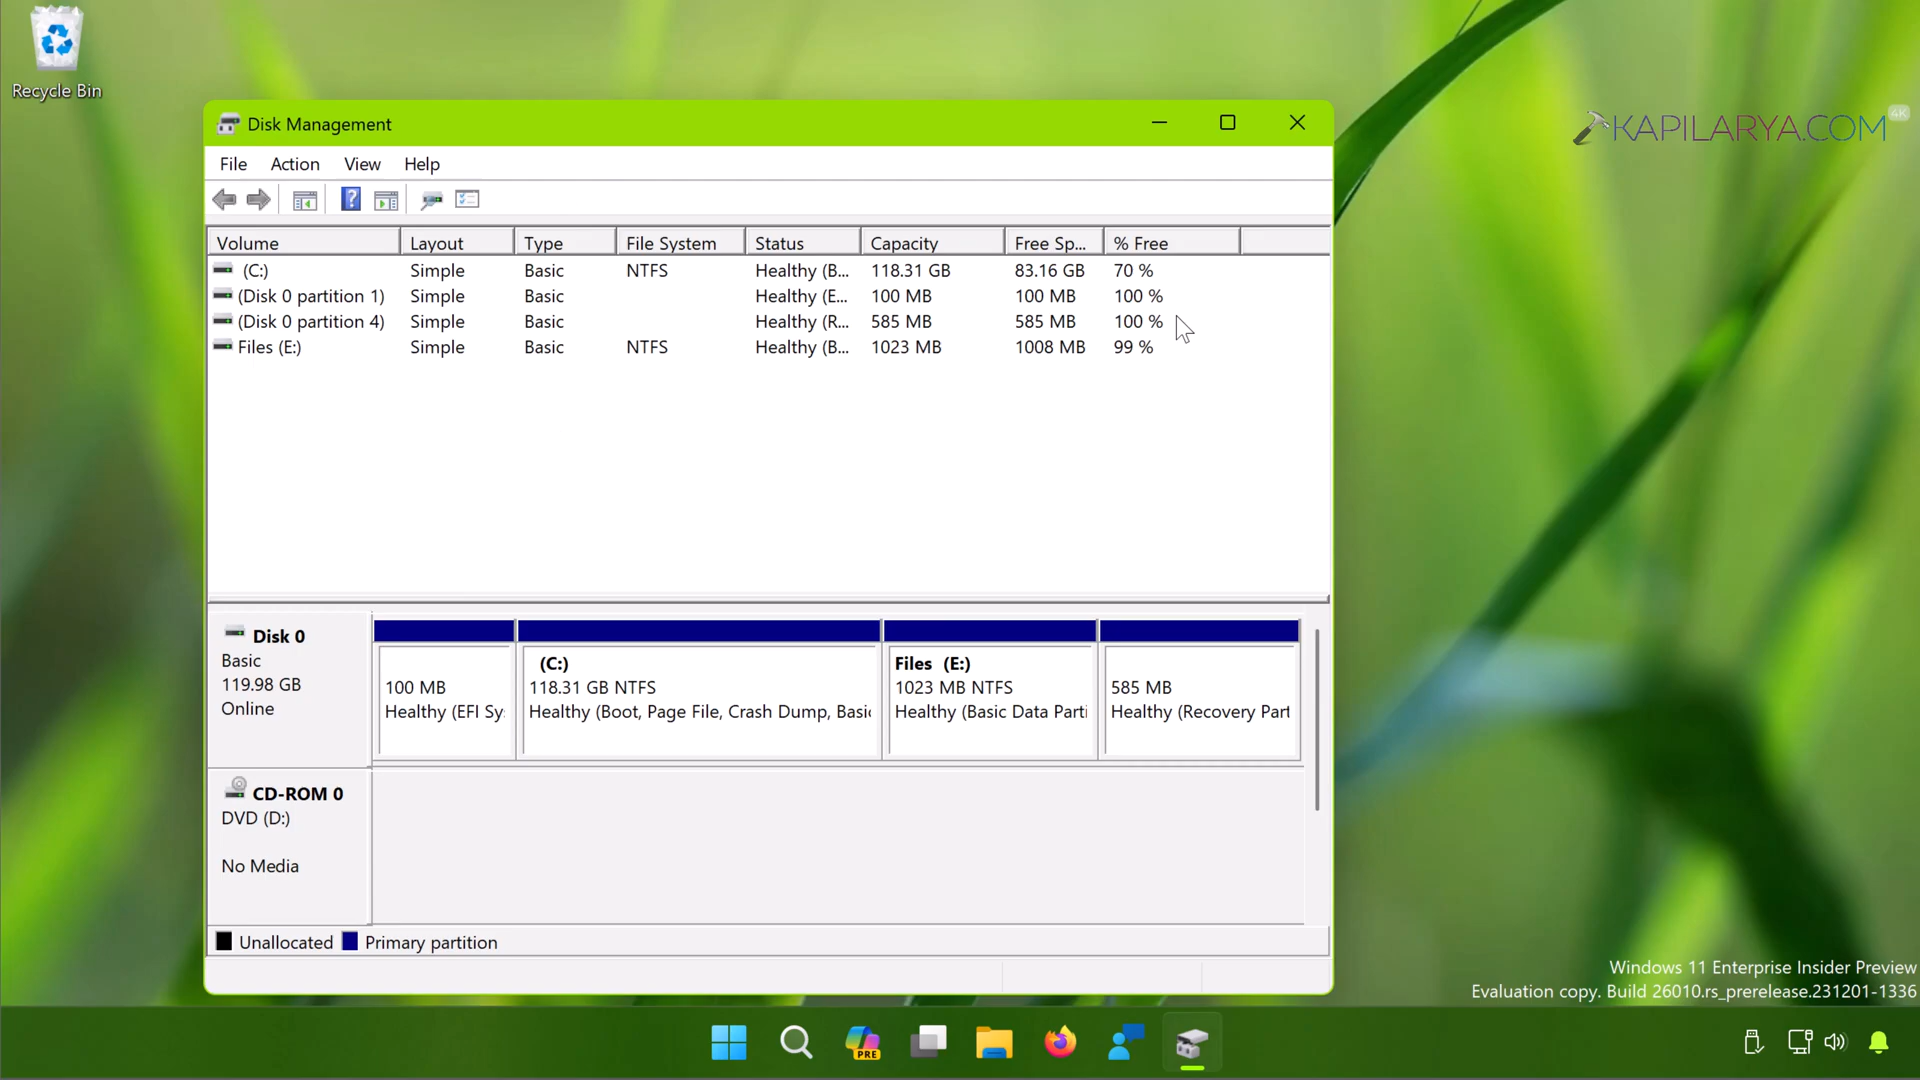 Recycle Bin
KAPILARYA.COM
4K
Disk Management
File Action View Help
Volume Layout Type File System Status Capacity Free Sp... % Free
(C:) Simple Basic NTFS Healthy (B... 118.31 GB 83.16 GB 70 %
(Disk 0 partition 1) Simple Basic Healthy (E... 100 MB 100 MB 100 %
(Disk 0 partition 4) Simple Basic Healthy (R... 585 MB 585 MB 100 %
Files (E:) Simple Basic NTFS Healthy (B... 1023 MB 1008 MB 99 %
Disk 0
Basic
119.98 GB
Online
100 MB
Healthy (EFI Sy:
(C:)
118.31 GB NTFS
Healthy (Boot, Page File, Crash Dump, Basic
Files (E:)
1023 MB NTFS
Healthy (Basic Data Parti
585 MB
Healthy (Recovery Part
CD-ROM 0
DVD (D:)
No Media
Unallocated Primary partition
Windows 11 Enterprise Insider Preview
Evaluation copy. Build 26010.rs_prerelease.231201-1336
PRE